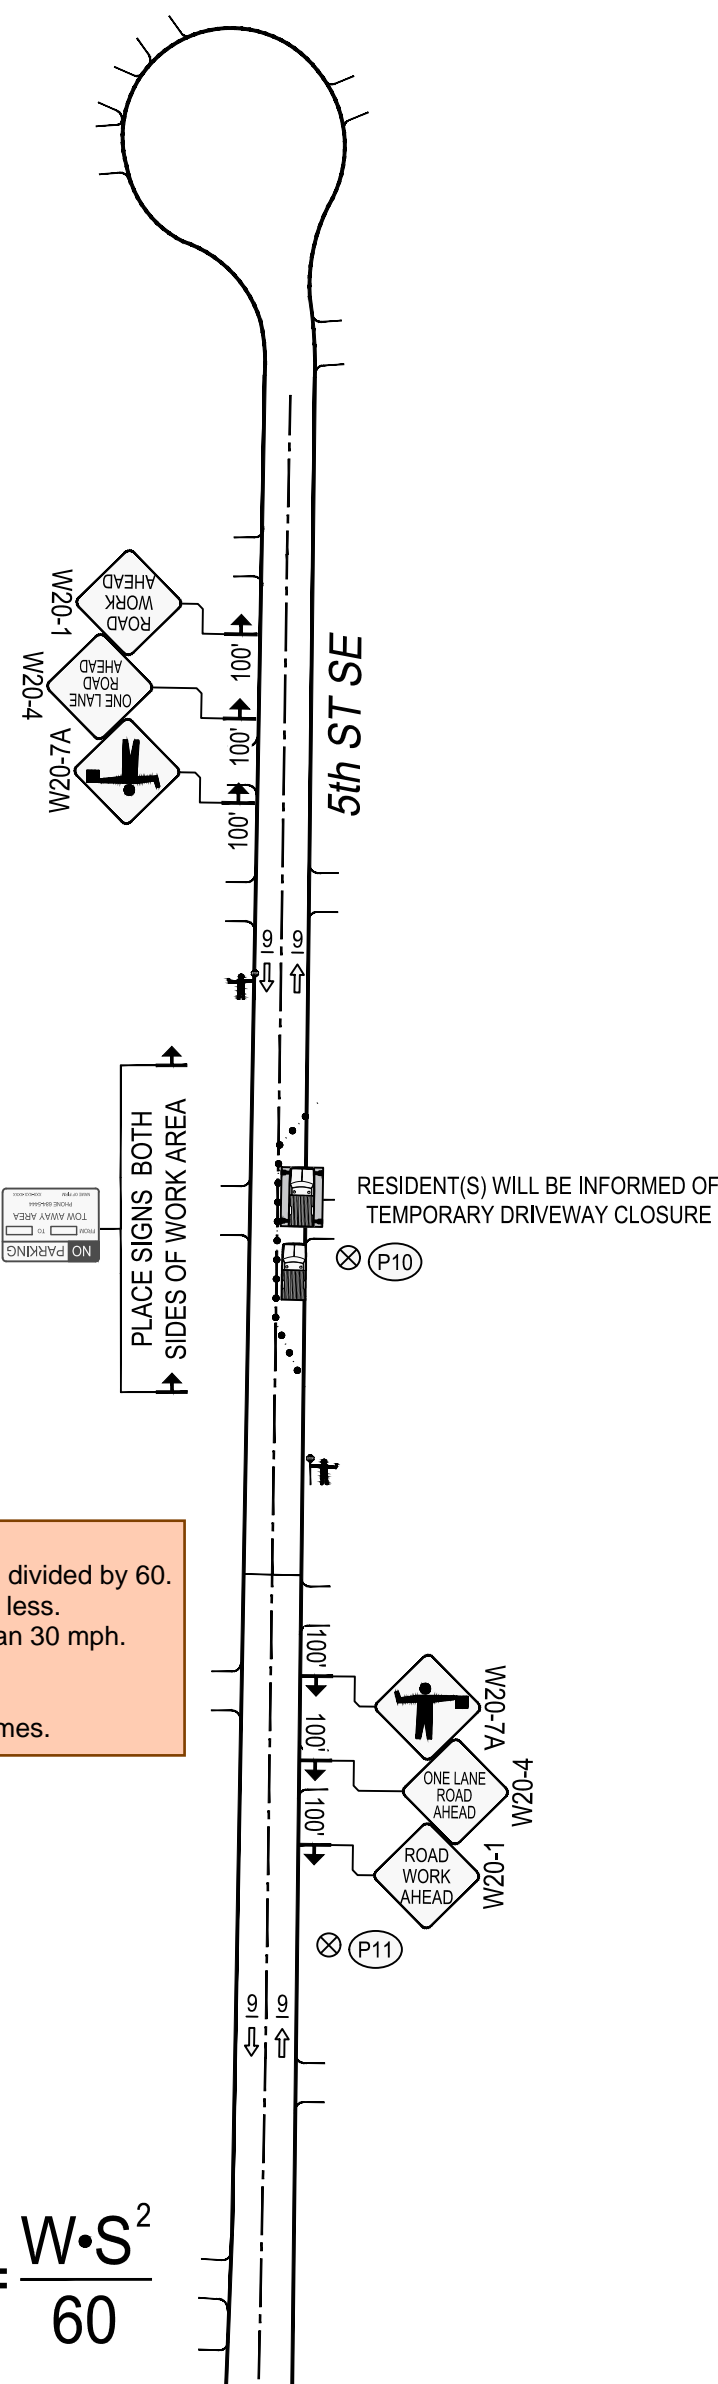 ROAD
WORK
AHEAD
W20-1
100'
ONE LANE
ROAD
AHEAD
W20-4
100'
W20-7A
100'
5th ST SE
9
9
PLACE SIGNS BOTH
SIDES OF WORK AREA
NO PARKING
FROM TO
TOW AWAY AREA
RESIDENT(S) WILL BE INFORMED OF
TEMPORARY DRIVEWAY CLOSURE
P10
divided by 60.
less.
an 30 mph.
mes.
100'
W20-7A
100'
ONE LANE
ROAD
AHEAD
W20-4
100'
ROAD
WORK
AHEAD
W20-1
P11
9
9
= W•S²
60